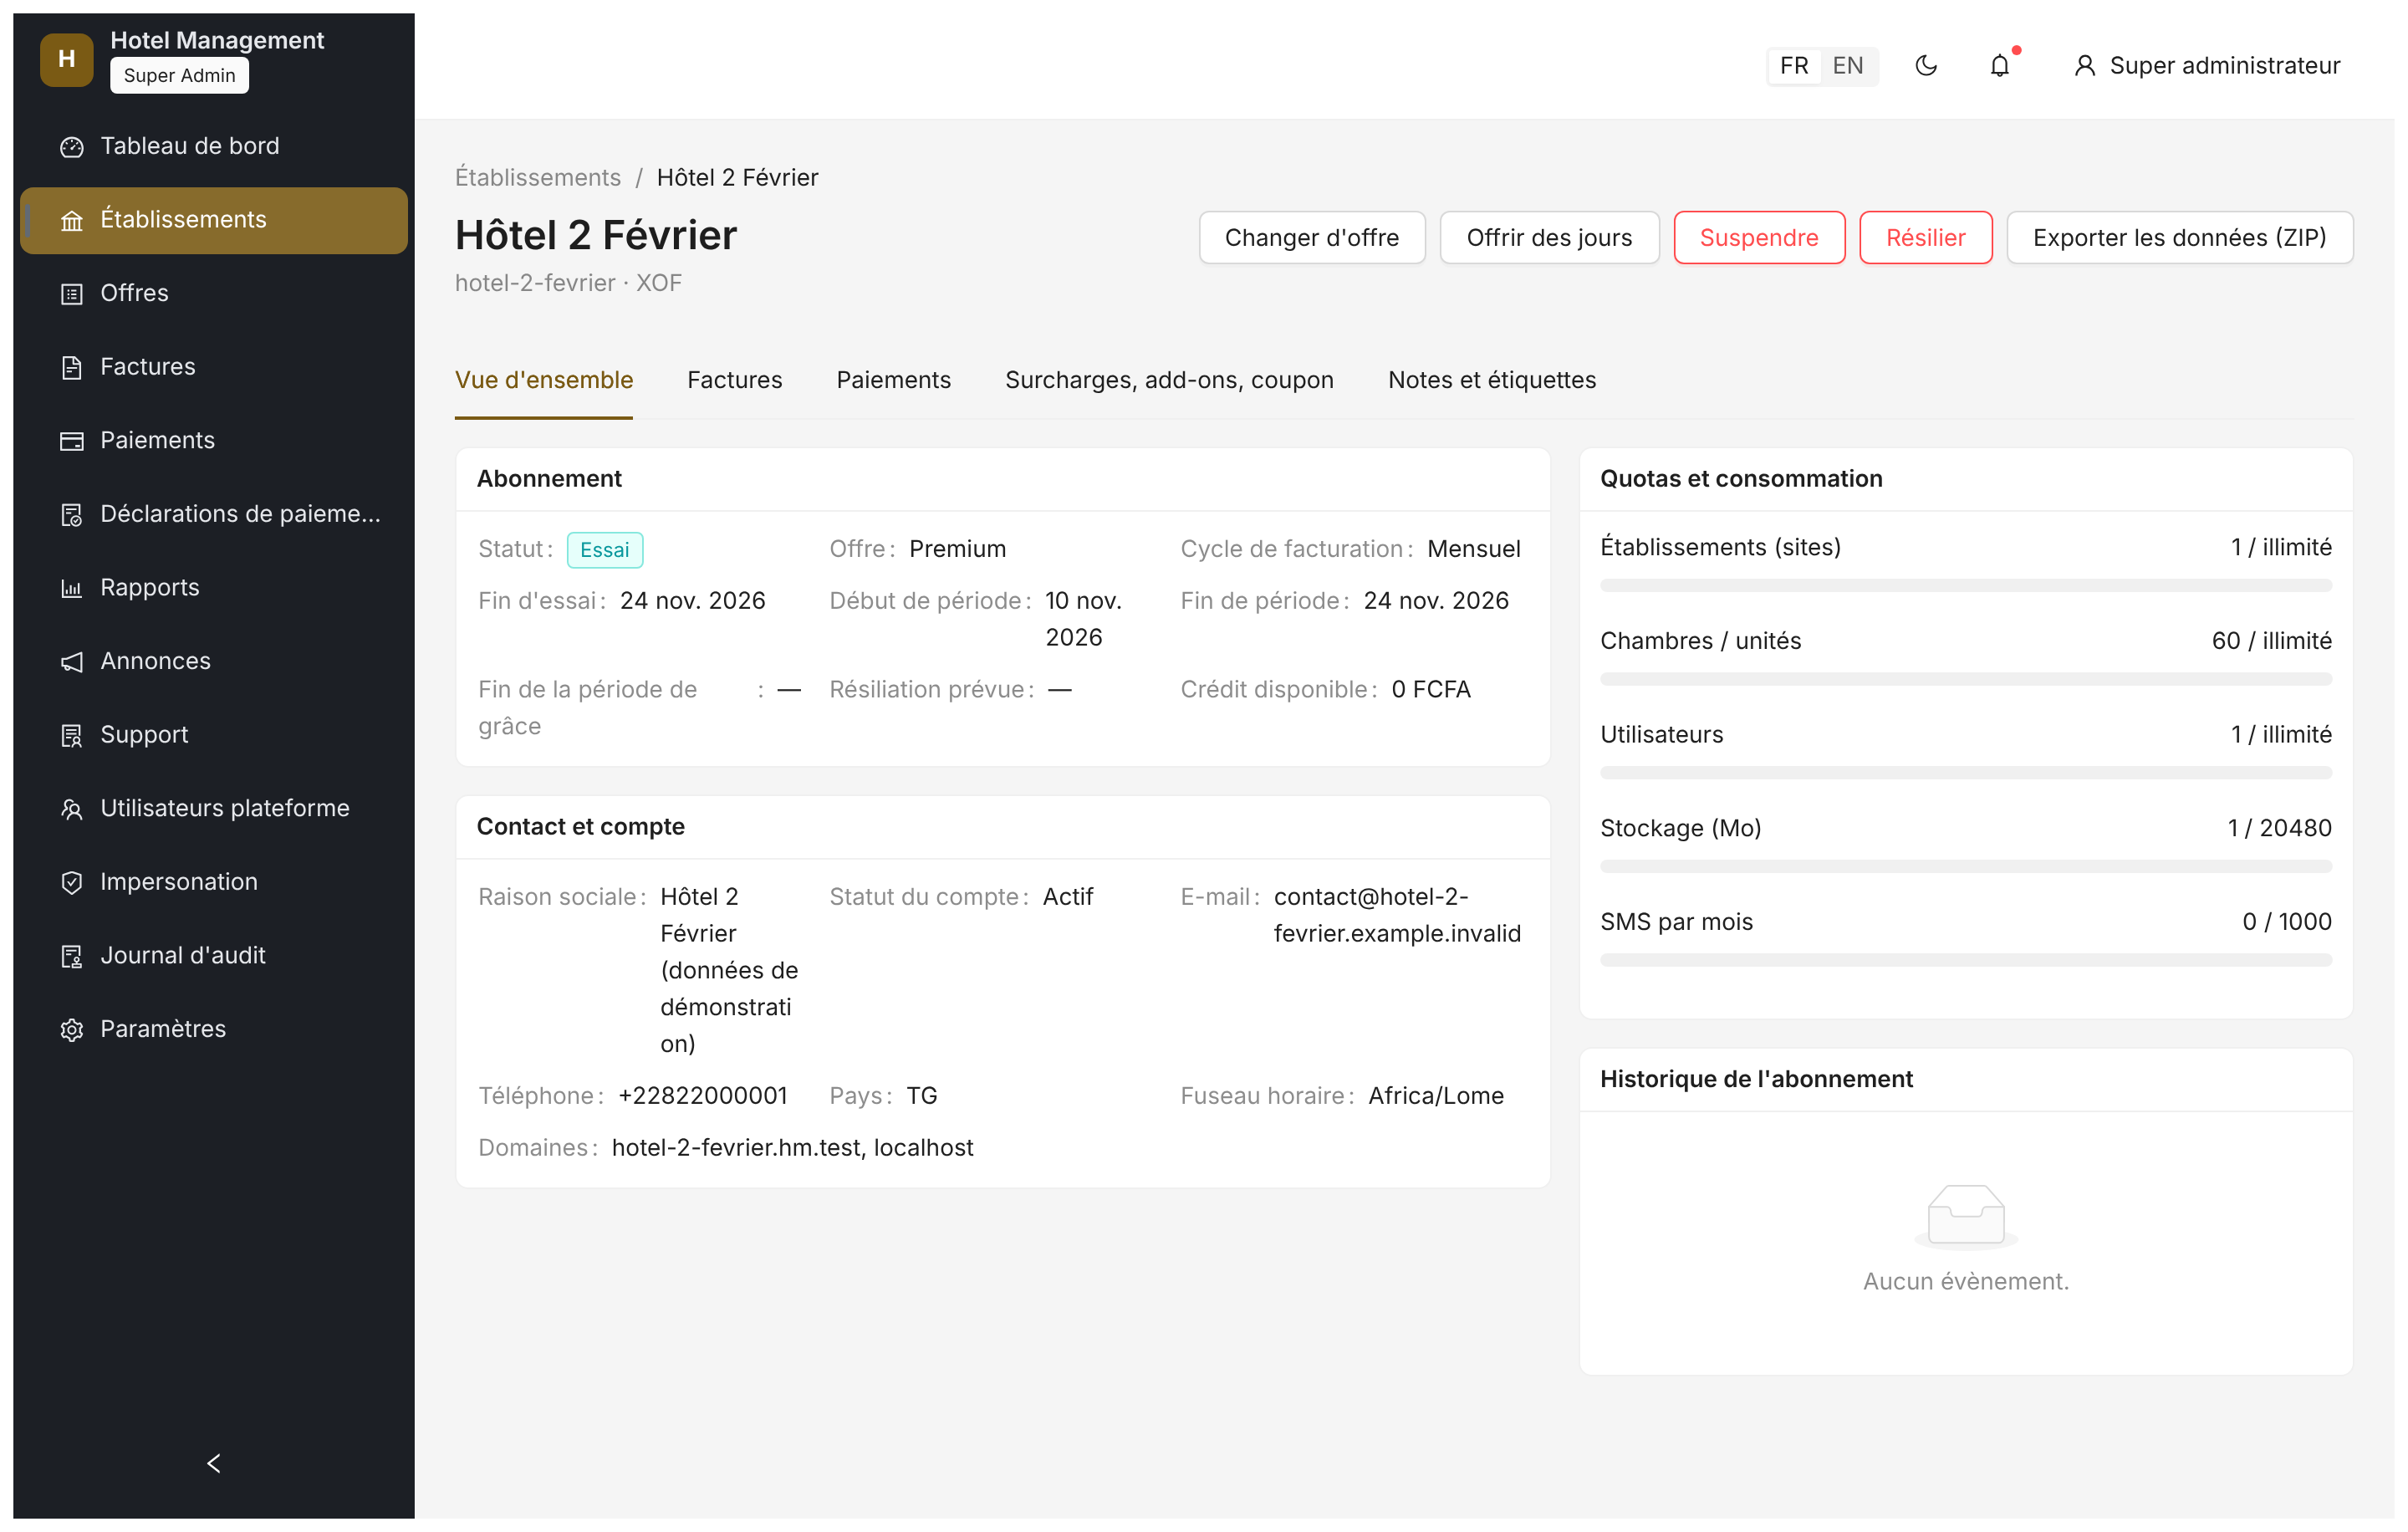 H
Hotel Management
Super Admin
Tableau de bord
Établissements
Offres
Factures
Paiements
Déclarations de paieme...
Rapports
Annonces
Support
Utilisateurs plateforme
Impersonation
Journal d'audit
Paramètres
FR EN
Super administrateur
Établissements / Hôtel 2 Février
Hôtel 2 Février
hotel-2-fevrier · XOF
Changer d'offre
Offrir des jours
Suspendre
Résilier
Exporter les données (ZIP)
Vue d'ensemble
Factures
Paiements
Surcharges, add-ons, coupon
Notes et étiquettes
Abonnement
Statut : Essai
Offre : Premium
Cycle de facturation : Mensuel
Fin d'essai : 24 nov. 2026
Début de période : 10 nov.
2026
Fin de période : 24 nov. 2026
Fin de la période de
grâce : —
Résiliation prévue : —
Crédit disponible : 0 FCFA
Contact et compte
Raison sociale : Hôtel 2
Février
(données de
démonstrati
on)
Statut du compte : Actif
E-mail : contact@hotel-2-
fevrier.example.invalid
Téléphone : +22822000001
Pays : TG
Fuseau horaire : Africa/Lome
Domaines : hotel-2-fevrier.hm.test, localhost
Quotas et consommation
Établissements (sites) 1 / illimité
Chambres / unités 60 / illimité
Utilisateurs 1 / illimité
Stockage (Mo) 1 / 20480
SMS par mois 0 / 1000
Historique de l'abonnement
Aucun évènement.